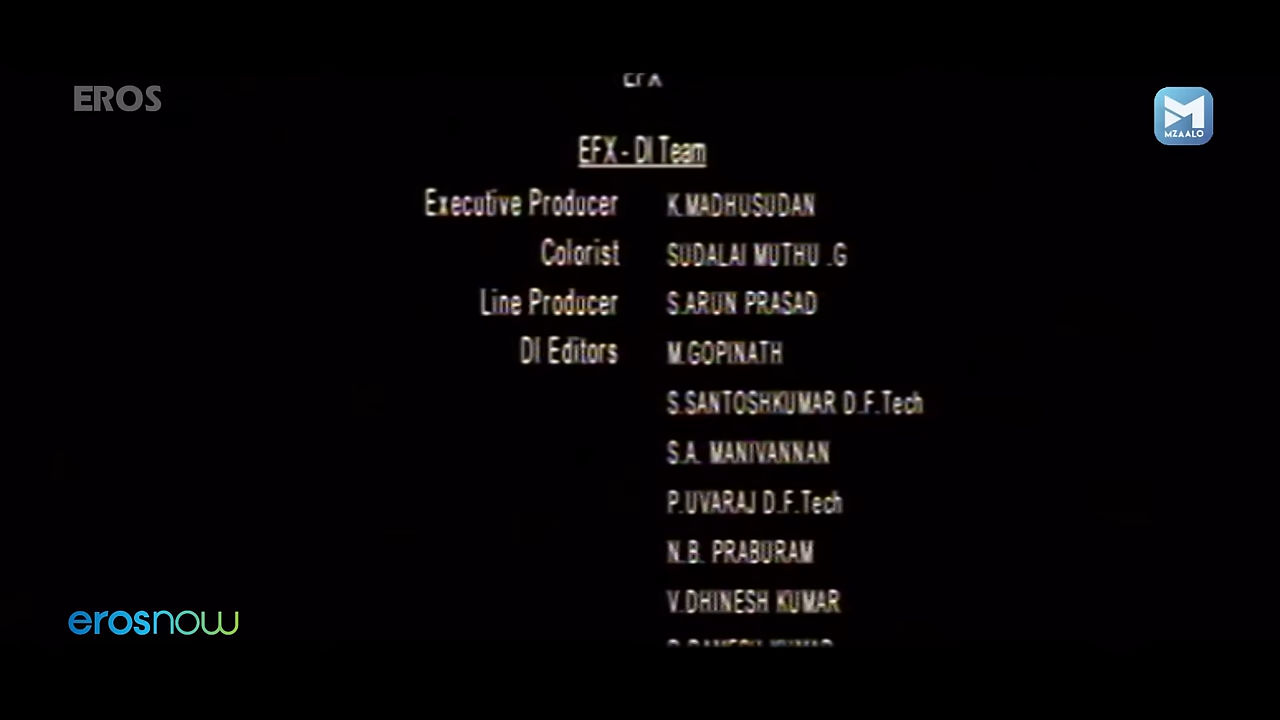 EFX
EROS
MZAALO
EFX - DI Team
Executive Producer K.MADHUSUDAN
Colorist SUDALAI MUTHU .G
Line Producer S.ARUN PRASAD
DI Editors M.GOPINATH
S.SANTOSHKUMAR D.F.Tech
S.A. MANIVANNAN
P.UVARAJ D.F.Tech
N.B. PRABURAM
V.DHINESH KUMAR
erosnow